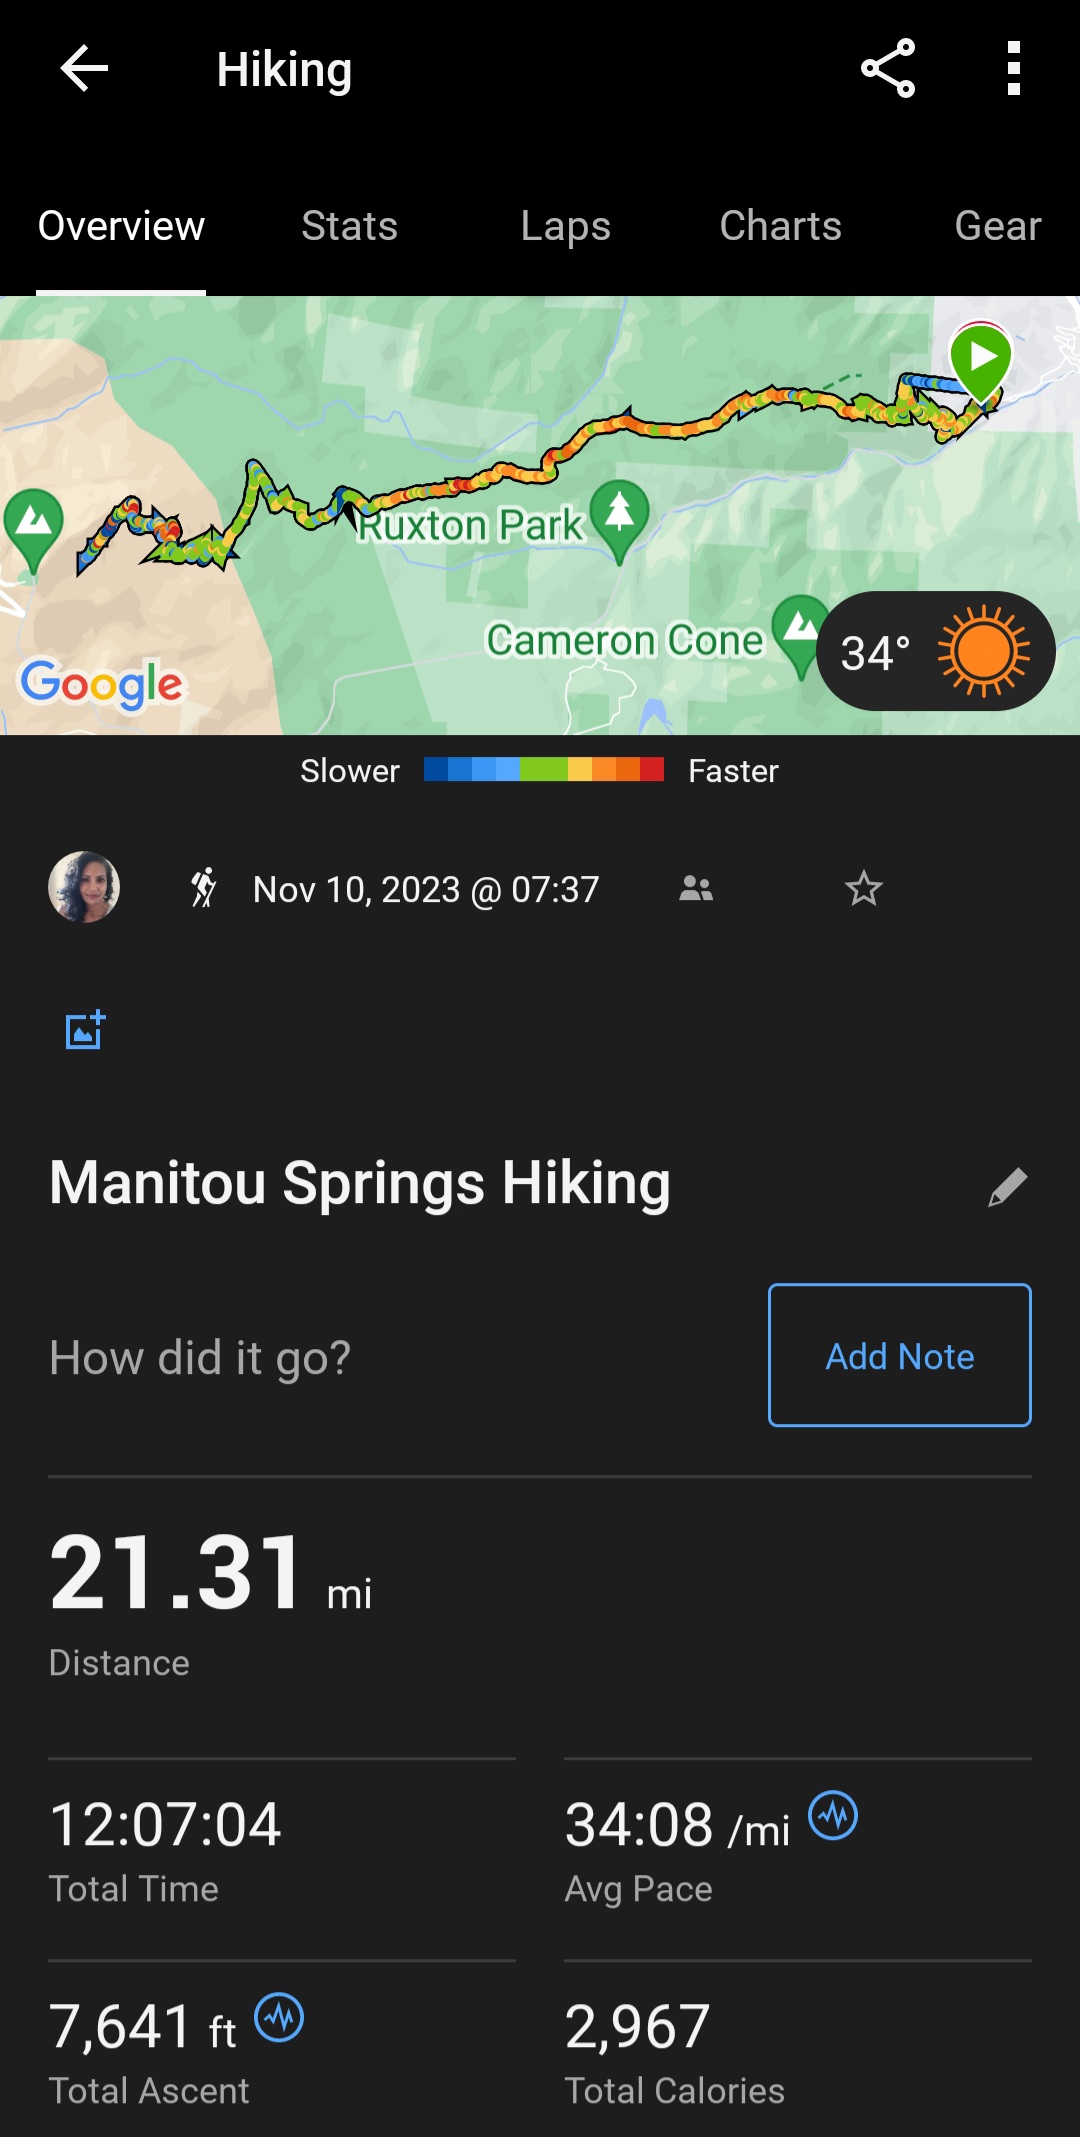 Hiking
Overview Stats Laps Charts Gear
Ruxton Park
Cameron Cone
34°
Google
Slower Faster
Nov 10, 2023 @ 07:37
Manitou Springs Hiking
How did it go? Add Note
21.31 mi
Distance
12:07:04 34:08 /mi
Total Time Avg Pace
7,641 ft 2,967
Total Ascent Total Calories